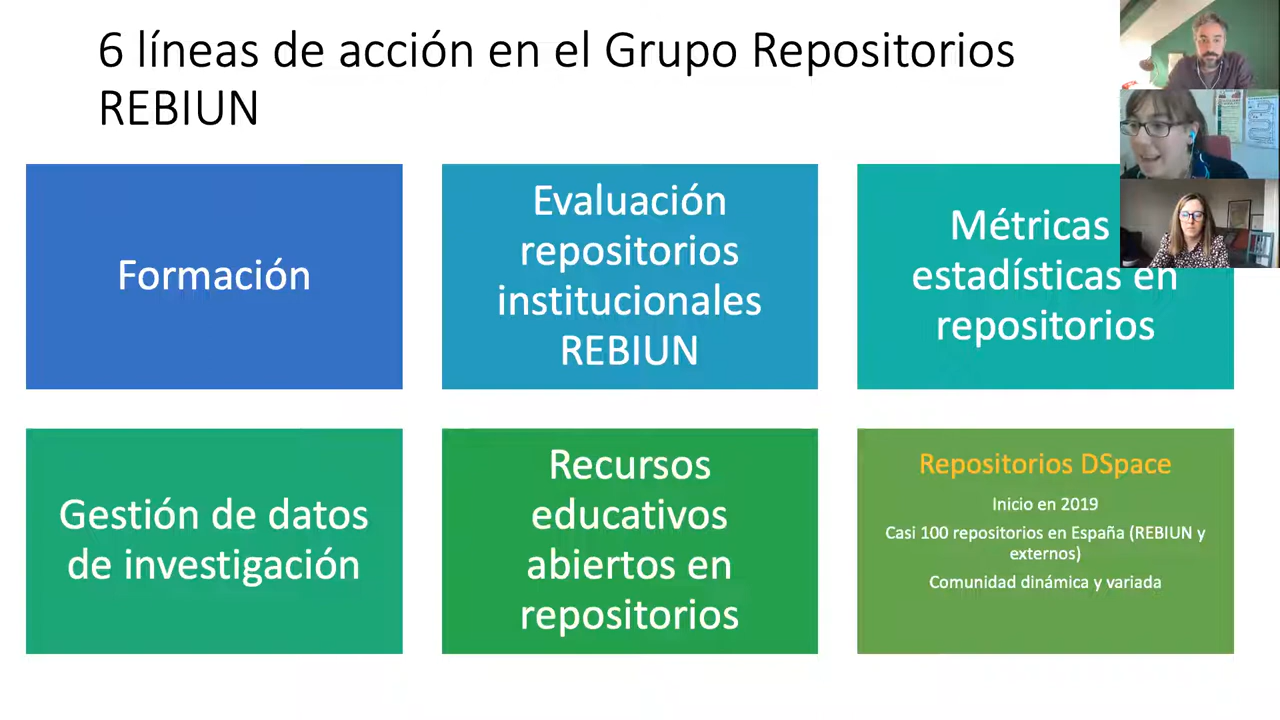 6 líneas de acción en el Grupo Repositorios
REBIUN
Formación
Evaluación
repositorios
institucionales
REBIUN
Métricas
estadísticas en
repositorios
Gestión de datos
de investigación
Recursos
educativos
abiertos en
repositorios
Repositorios DSpace
Inicio en 2019
Casi 100 repositorios en España (REBIUN y
externos)
Comunidad dinámica y variada